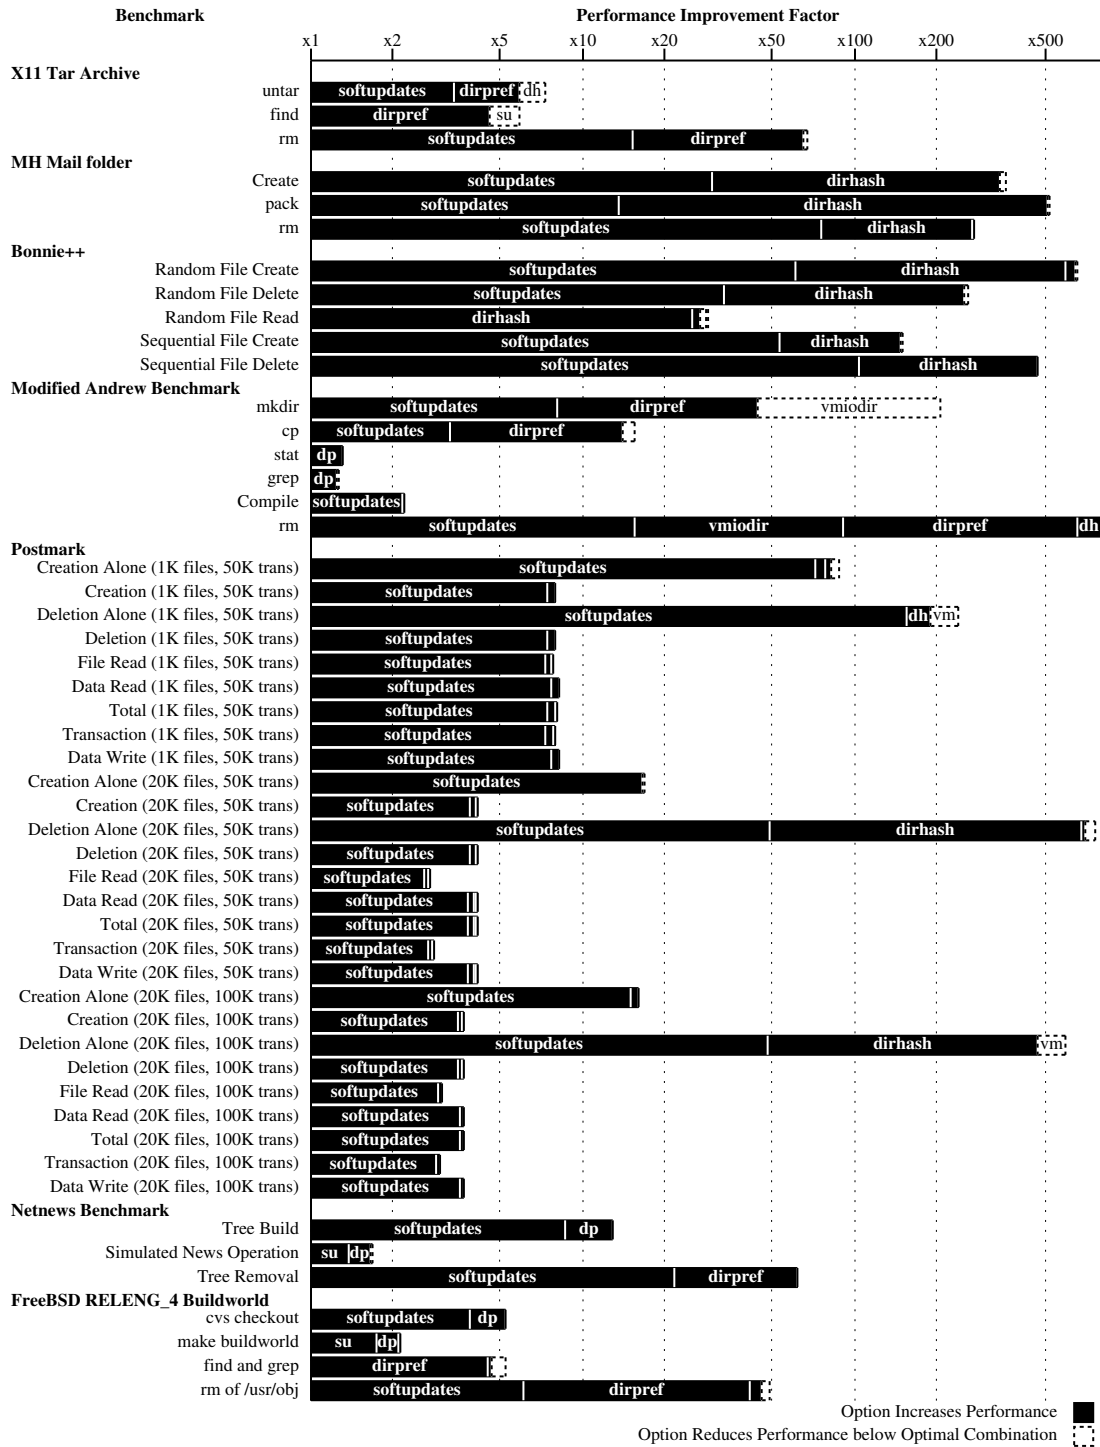 Benchmark Performance Improvement Factor
x1 x2 x5 x10 x20 x50 x100 x200 x500
X11 Tar Archive
untar softupdates dirpref dh
find dirpref su
rm softupdates dirpref
MH Mail folder
Create softupdates dirhash
pack softupdates dirhash
rm softupdates dirhash
Bonnie++
Random File Create softupdates dirhash
Random File Delete softupdates dirhash
Random File Read dirhash
Sequential File Create softupdates dirhash
Sequential File Delete softupdates dirhash
Modified Andrew Benchmark
mkdir softupdates dirpref vmiodir
cp softupdates dirpref
stat dp
grep dp
Compile softupdates
rm softupdates vmiodir dirpref dh
Postmark
Creation Alone (1K files, 50K trans) softupdates
Creation (1K files, 50K trans) softupdates
Deletion Alone (1K files, 50K trans) softupdates dh vm
Deletion (1K files, 50K trans) softupdates
File Read (1K files, 50K trans) softupdates
Data Read (1K files, 50K trans) softupdates
Total (1K files, 50K trans) softupdates
Transaction (1K files, 50K trans) softupdates
Data Write (1K files, 50K trans) softupdates
Creation Alone (20K files, 50K trans) softupdates
Creation (20K files, 50K trans) softupdates
Deletion Alone (20K files, 50K trans) softupdates dirhash
Deletion (20K files, 50K trans) softupdates
File Read (20K files, 50K trans) softupdates
Data Read (20K files, 50K trans) softupdates
Total (20K files, 50K trans) softupdates
Transaction (20K files, 50K trans) softupdates
Data Write (20K files, 50K trans) softupdates
Creation Alone (20K files, 100K trans) softupdates
Creation (20K files, 100K trans) softupdates
Deletion Alone (20K files, 100K trans) softupdates dirhash vm
Deletion (20K files, 100K trans) softupdates
File Read (20K files, 100K trans) softupdates
Data Read (20K files, 100K trans) softupdates
Total (20K files, 100K trans) softupdates
Transaction (20K files, 100K trans) softupdates
Data Write (20K files, 100K trans) softupdates
Netnews Benchmark
Tree Build softupdates dp
Simulated News Operation su dp
Tree Removal softupdates dirpref
FreeBSD RELENG_4 Buildworld
cvs checkout softupdates dp
make buildworld su dp
find and grep dirpref
rm of /usr/obj softupdates dirpref
Option Increases Performance
Option Reduces Performance below Optimal Combination